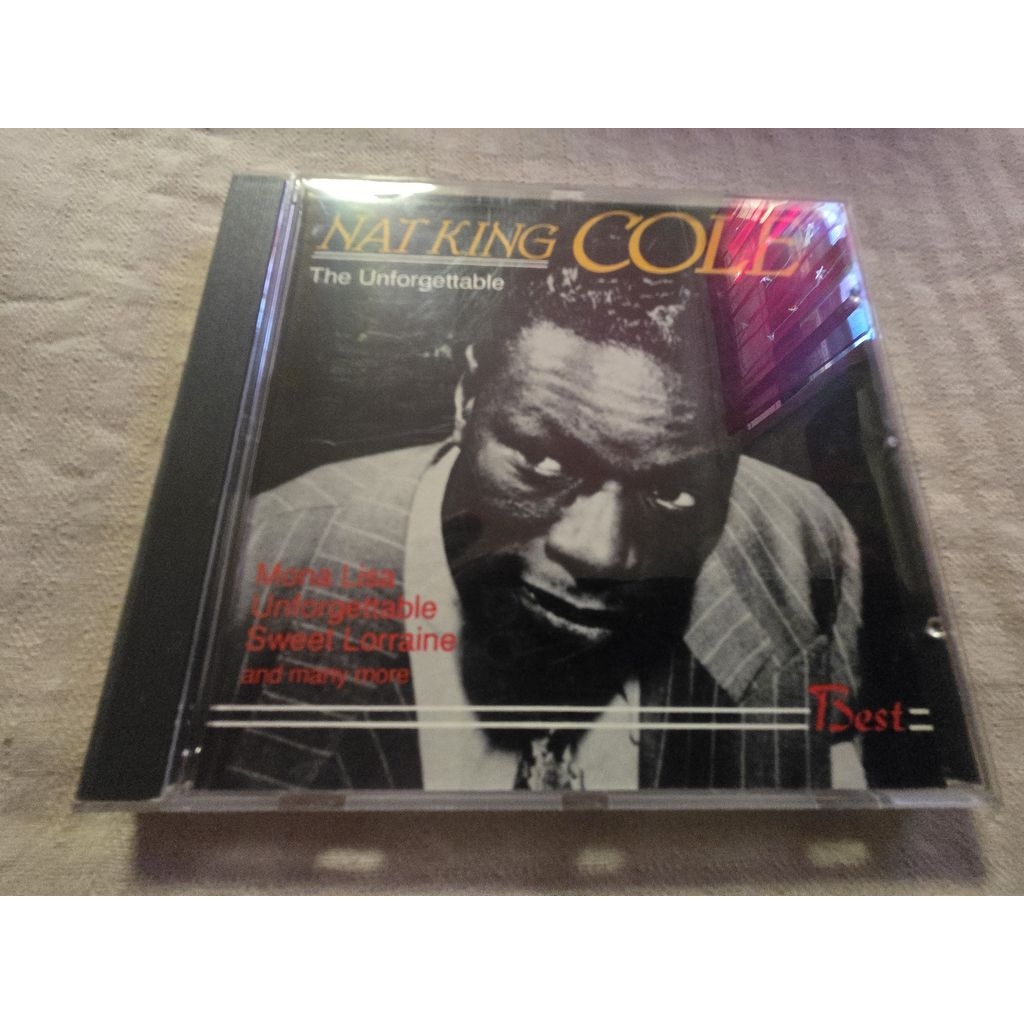 NAT KING COLE
The Unforgettable
Mona Lisa
Unforgettable
Sweet Lorraine
and many more
Best